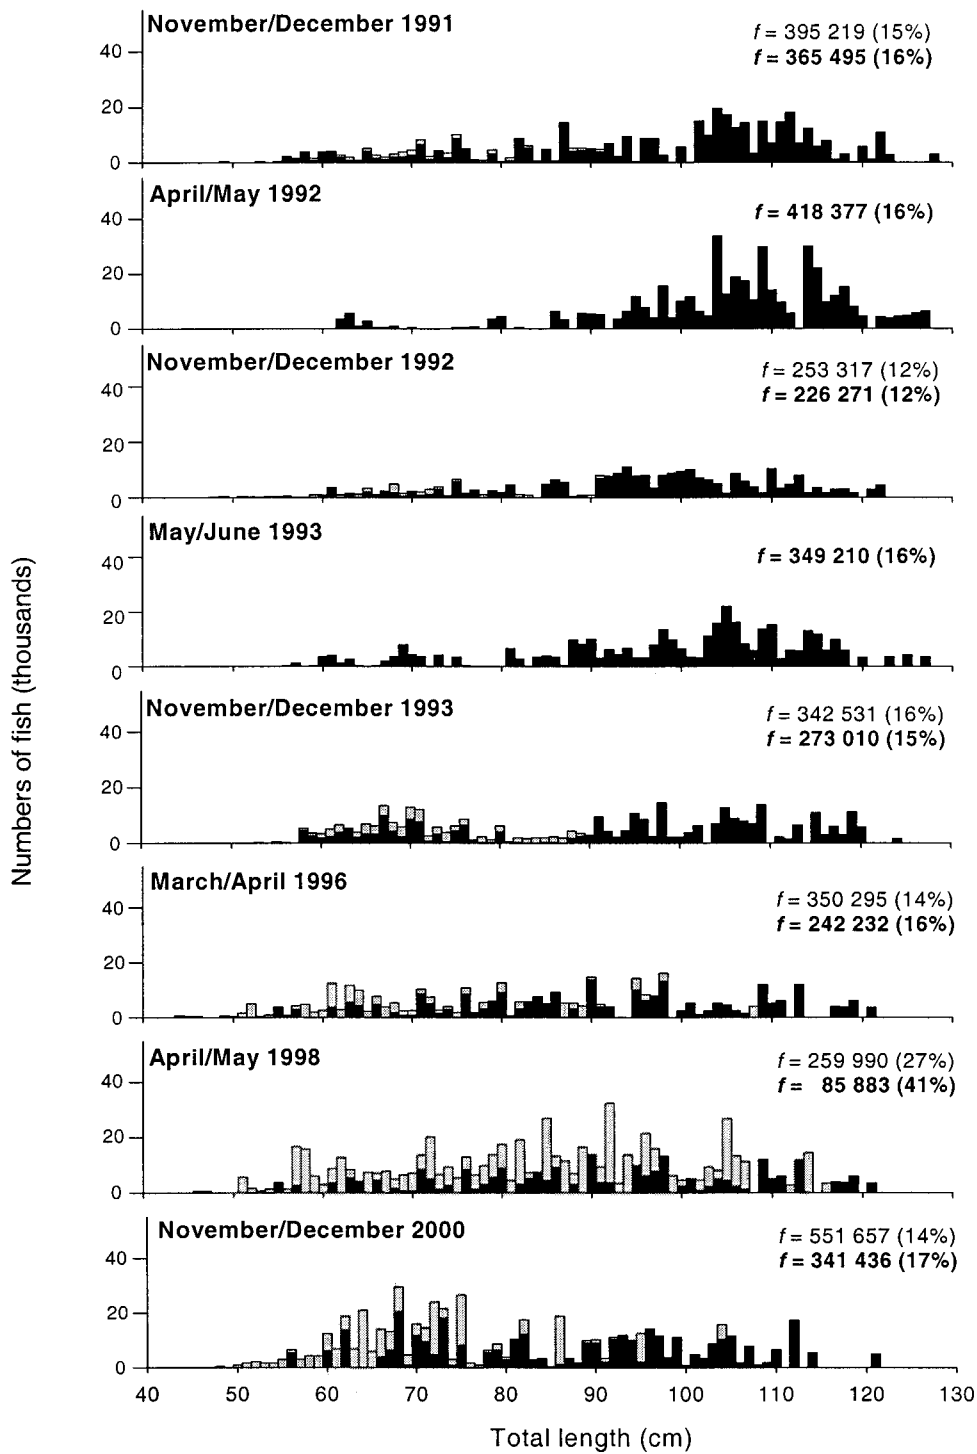 November/December 1991
f = 395 219 (15%)
f = 365 495 (16%)
40
20
0
April/May 1992
f = 418 377 (16%)
40
20
0
November/December 1992
f = 253 317 (12%)
f = 226 271 (12%)
40
20
0
May/June 1993
f = 349 210 (16%)
40
20
0
Numbers of fish (thousands)
November/December 1993
f = 342 531 (16%)
f = 273 010 (15%)
40
20
0
March/April 1996
f = 350 295 (14%)
f = 242 232 (16%)
40
20
0
April/May 1998
f = 259 990 (27%)
f = 85 883 (41%)
40
20
0
November/December 2000
f = 551 657 (14%)
f = 341 436 (17%)
40
20
0
40 50 60 70 80 90 100 110 120 130
Total length (cm)